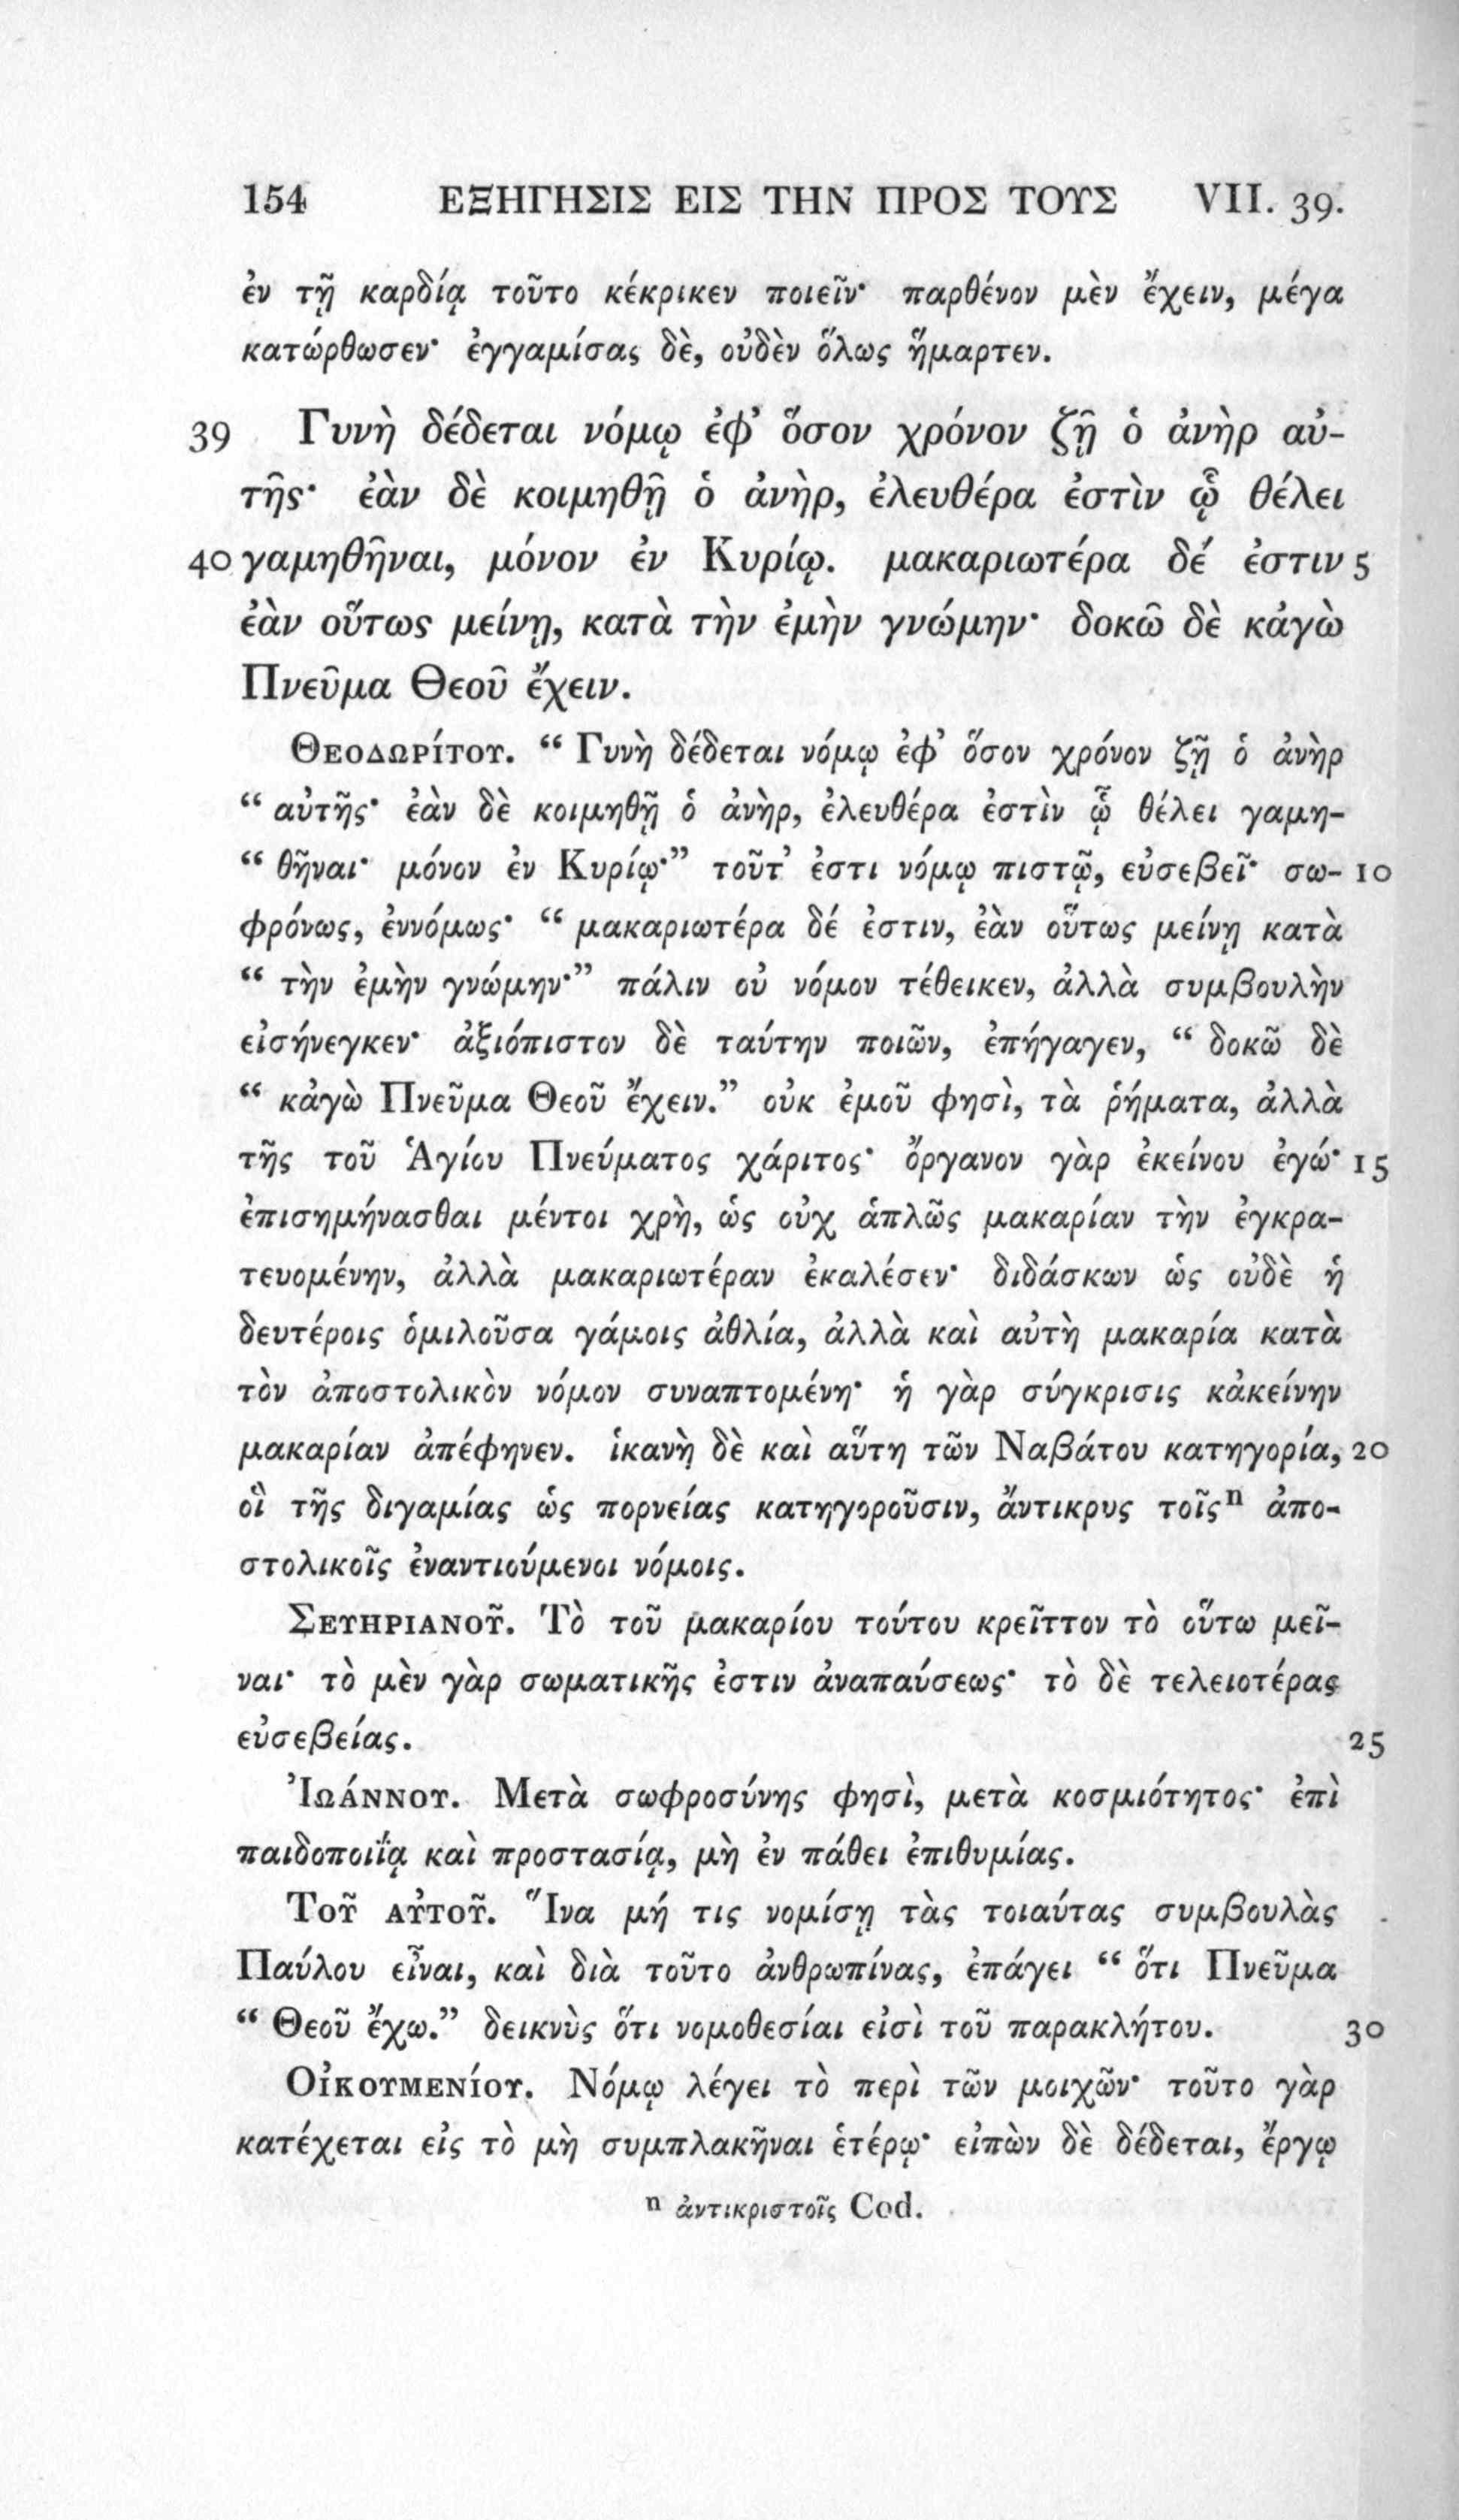 154 ΕΞΗΓΗΣΙΣ ΕΙΣ ΤΗΝ ΠΡΟΣ ΤΟΥΣ VII. 39.
ἐν τῇ καρδίᾳ τοῦτο κέκρικεν ποιεῖν· παρθένον μὲν ἔχειν, μέγα
κατώρθωσεν· ἐγγαμίσας δὲ, οὐδὲν ὅλως ἥμαρτεν.
39 Γυνὴ δέδεται νόμῳ ἐφ’ ὅσον χρόνον ζῇ ὁ ἀνὴρ αὐ-
τῆς· ἐὰν δὲ κοιμηθῇ ὁ ἀνὴρ, ἐλευθέρα ἐστὶν ᾧ θέλει
40 γαμηθῆναι, μόνον ἐν Κυρίῳ. μακαριωτέρα δέ ἐστιν 5
ἐὰν οὕτως μείνῃ, κατὰ τὴν ἐμὴν γνώμην· δοκῶ δὲ κἀγὼ
Πνεῦμα Θεοῦ ἔχειν.
Θεοδωρίτου. “ Γυνὴ δέδεται νόμῳ ἐφ’ ὅσον χρόνον ζῇ ὁ ἀνὴρ
“ αὐτῆς· ἐὰν δὲ κοιμηθῇ ὁ ἀνὴρ, ἐλευθέρα ἐστὶν ᾧ θέλει γαμη-
“ θῆναι· μόνον ἐν Κυρίῳ·” τοῦτ’ ἐστι νόμῳ πιστῷ, εὐσεβεῖ· σω- 10
φρόνως, ἐννόμως· “ μακαριωτέρα δέ ἐστιν, ἐὰν οὕτως μείνῃ κατὰ
“ τὴν ἐμὴν γνώμην·” πάλιν οὐ νόμον τέθεικεν, ἀλλὰ συμβουλὴν
εἰσήνεγκεν· ἀξιόπιστον δὲ ταύτην ποιῶν, ἐπήγαγεν, “ δοκῶ δὲ
“ κἀγὼ Πνεῦμα Θεοῦ ἔχειν.” οὐκ ἐμοῦ φησὶ, τὰ ῥήματα, ἀλλὰ
τῆς τοῦ Ἁγίου Πνεύματος χάριτος· ὄργανον γὰρ ἐκείνου ἐγώ· 15
ἐπισημήνασθαι μέντοι χρὴ, ὡς οὐχ ἁπλῶς μακαρίαν τὴν ἐγκρα-
τευομένην, ἀλλὰ μακαριωτέραν ἐκαλέσεν· διδάσκων ὡς οὐδὲ ἡ
δευτέροις ὁμιλοῦσα γάμοις ἀθλία, ἀλλὰ καὶ αὐτὴ μακαρία κατὰ
τὸν ἀποστολικὸν νόμον συναπτομένη· ἡ γὰρ σύγκρισις κἀκείνην
μακαρίαν ἀπέφηνεν. ἱκανὴ δὲ καὶ αὕτη τῶν Ναβάτου κατηγορία, 20
οἳ τῆς διγαμίας ὡς πορνείας κατηγοροῦσιν, ἄντικρυς τοῖςⁿ ἀπο-
στολικοῖς ἐναντιούμενοι νόμοις.
Σευηριανοῦ. Τὸ τοῦ μακαρίου τούτου κρεῖττον τὸ οὕτω μεῖ-
ναι· τὸ μὲν γὰρ σωματικῆς ἐστιν ἀναπαύσεως· τὸ δὲ τελειοτέρας
εὐσεβείας. 25
Ἰωάννου. Μετὰ σωφροσύνης φησὶ, μετὰ κοσμιότητος· ἐπὶ
παιδοποιΐᾳ καὶ προστασίᾳ, μὴ ἐν πάθει ἐπιθυμίας.
Τοῦ αὐτοῦ. Ἵνα μή τις νομίσῃ τὰς τοιαύτας συμβουλὰς
Παύλου εἶναι, καὶ διὰ τοῦτο ἀνθρωπίνας, ἐπάγει “ ὅτι Πνεῦμα
“ Θεοῦ ἔχω.” δεικνὺς ὅτι νομοθεσίαι εἰσὶ τοῦ παρακλήτου. 30
Οἰκουμενίου. Νόμῳ λέγει τὸ περὶ τῶν μοιχῶν· τοῦτο γὰρ
κατέχεται εἰς τὸ μὴ συμπλακῆναι ἑτέρῳ· εἰπὼν δὲ δέδεται, ἔργῳ
ⁿ ἀντικριστοῖς Cod.